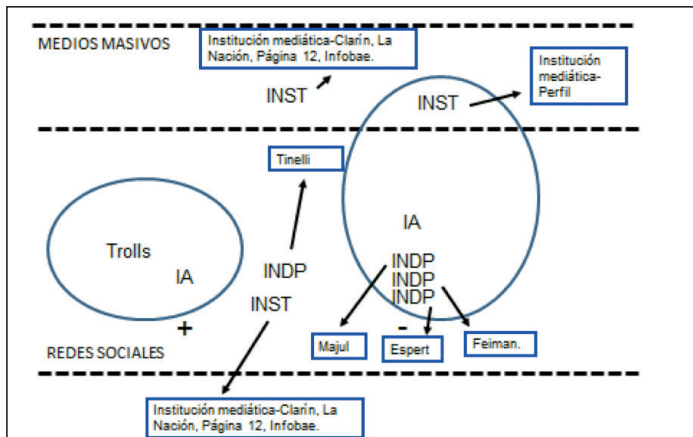 MEDIOS MASIVOS
Institución mediática-Clarín, La
Nación, Página 12, Infobae.
INST
INST
Institución
mediática-
Perfil
Tinelli
Trolls
IA
IA
INDP
INDP
INDP
INDP
INST
+
-
REDES SOCIALES
Majul
Espert
Feiman.
Institución mediática-Clarín, La
Nación, Página 12, Infobae.